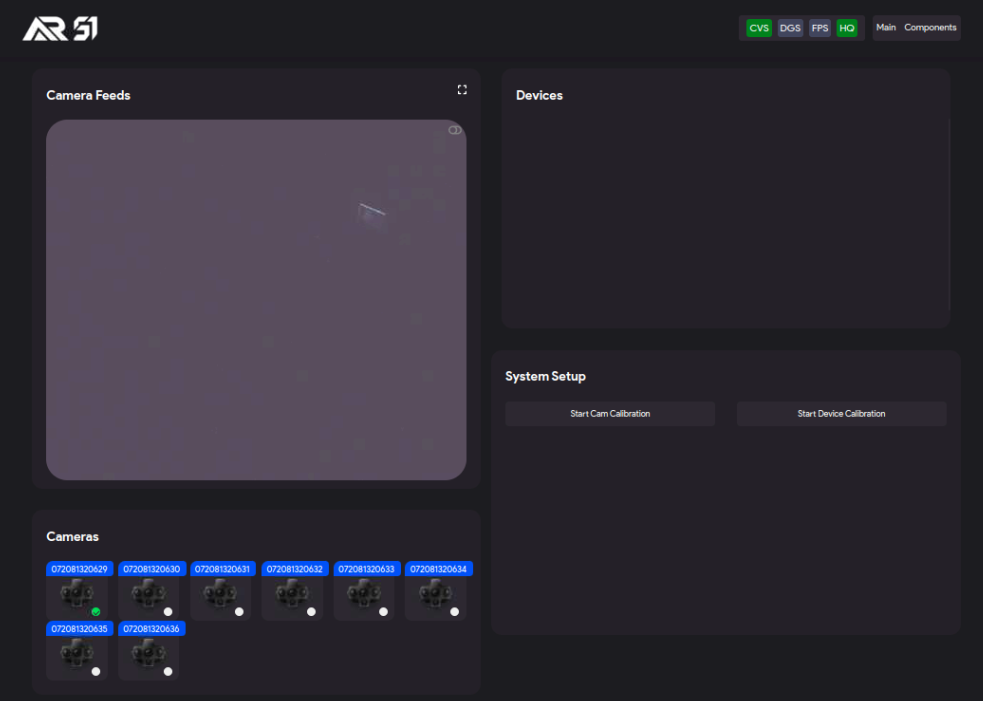 AR S1
CVS DGS FPS HQ Main Components
Camera Feeds
Devices
System Setup
Start Cam Calibration Start Device Calibration
Cameras
072081320629 072081320630 072081320631 072081320632 072081320633 072081320634
072081320635 072081320636